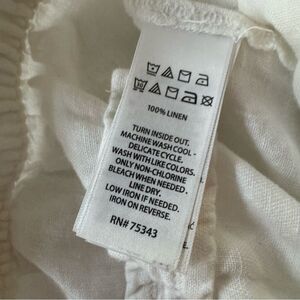 100% LINEN
TURN INSIDE OUT.
MACHINE WASH COOL -
DELICATE CYCLE.
WASH WITH LIKE COLORS.
ONLY NON-CHLORINE
BLEACH WHEN NEEDED.
LINE DRY.
LOW IRON IF NEEDED.
IRON ON REVERSE.
RN# 75343